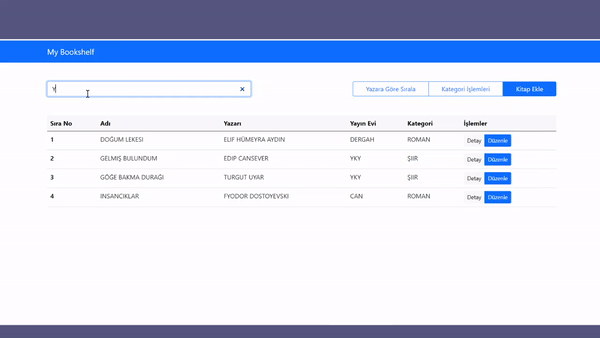 My Bookshelf
Y
Yazara Göre Sırala Kategori İşlemleri Kitap Ekle
Sıra No Adı Yazarı Yayın Evi Kategori İşlemler
1 DOĞUM LEKESİ ELİF HÜMEYRA AYDIN DERGAH ROMAN Detay Düzenle
2 GELMİŞ BULUNDUM EDİP CANSEVER YKY ŞİİR Detay Düzenle
3 GÖĞE BAKMA DURAĞI TURGUT UYAR YKY ŞİİR Detay Düzenle
4 İNSANCIKLAR FYODOR DOSTOYEVSKİ CAN ROMAN Detay Düzenle